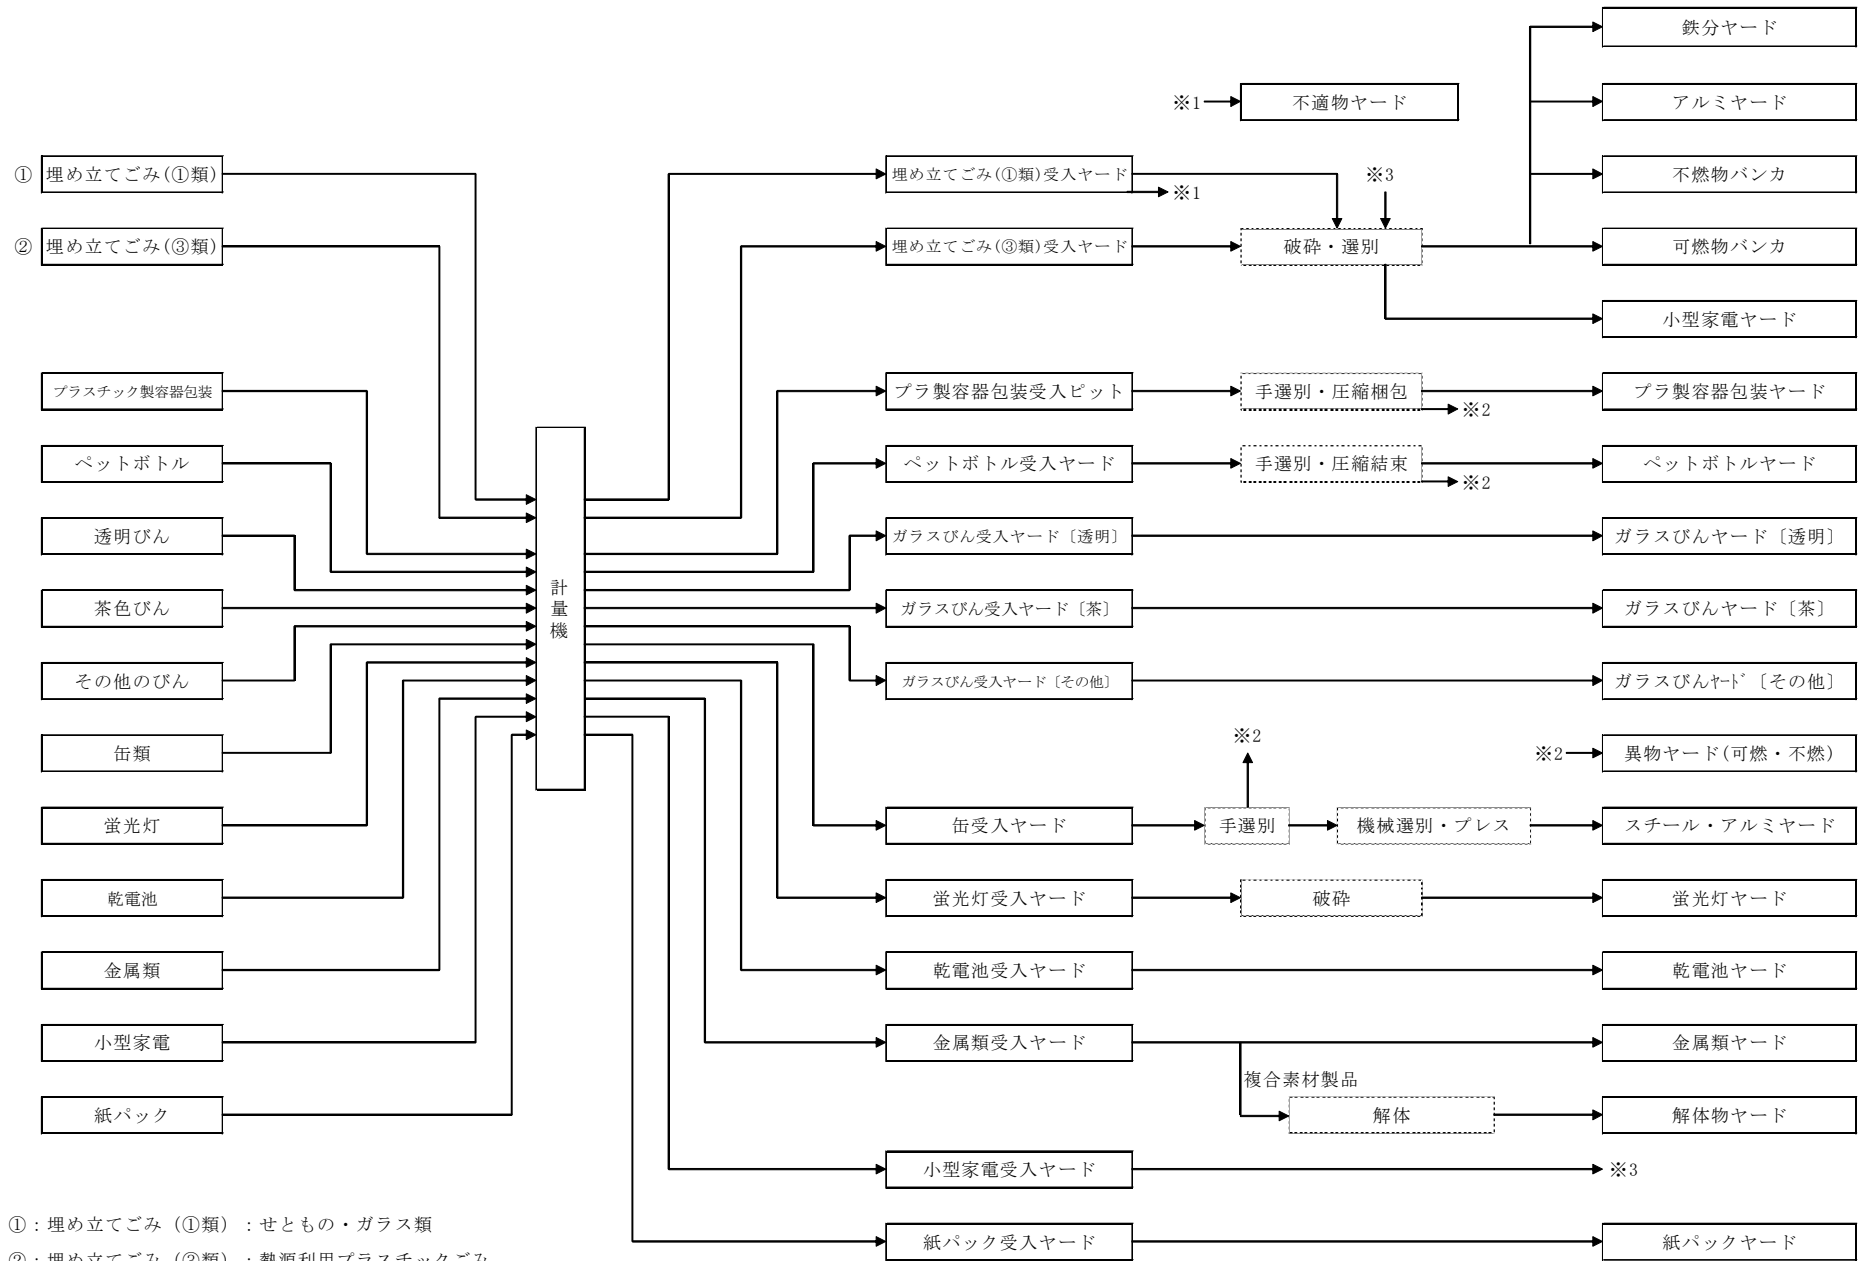 鉄分ヤード
※1
不適物ヤード
アルミヤード
①
埋め立てごみ(①類)
埋め立てごみ(①類)受入ヤード
※1
※3
不燃物バンカ
②
埋め立てごみ(③類)
埋め立てごみ(③類)受入ヤード
破砕・選別
可燃物バンカ
小型家電ヤード
プラスチック製容器包装
プラ製容器包装受入ピット
手選別・圧縮梱包
※2
プラ製容器包装ヤード
ペットボトル
ペットボトル受入ヤード
手選別・圧縮結束
※2
ペットボトルヤード
透明びん
ガラスびん受入ヤード〔透明〕
ガラスびんヤード〔透明〕
計量機
茶色びん
ガラスびん受入ヤード〔茶〕
ガラスびんヤード〔茶〕
その他のびん
ガラスびん受入ヤード〔その他〕
ガラスびんﾔｰﾄﾞ〔その他〕
缶類
※2
※2
異物ヤード(可燃・不燃)
蛍光灯
缶受入ヤード
手選別
機械選別・プレス
スチール・アルミヤード
乾電池
蛍光灯受入ヤード
破砕
蛍光灯ヤード
金属類
乾電池受入ヤード
乾電池ヤード
小型家電
金属類受入ヤード
金属類ヤード
複合素材製品
紙パック
解体
解体物ヤード
小型家電受入ヤード
※3
①：埋め立てごみ（①類）：せともの・ガラス類
紙パック受入ヤード
紙パックヤード
②：埋め立てごみ（③類）：熱源利用プラスチックごみ